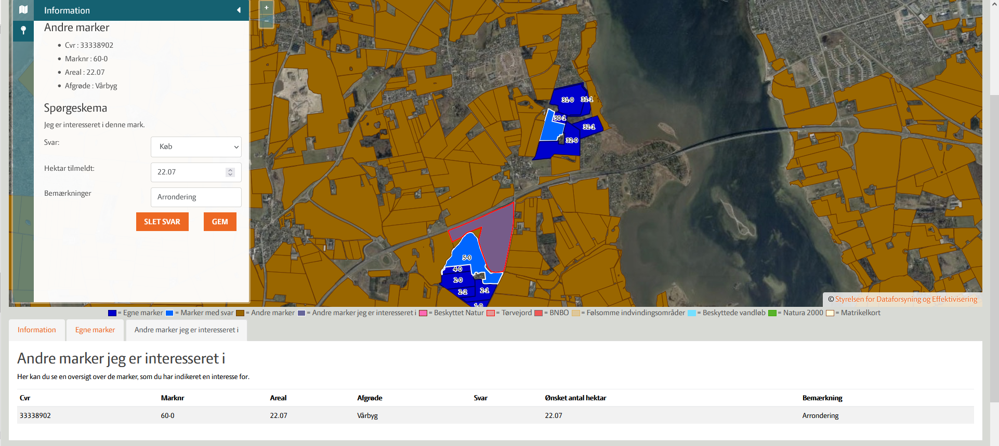 Information
Andre marker
Cvr : 33338902
Marknr : 60-0
Areal : 22.07
Afgrøde : Vårbyg
Spørgeskema
Jeg er interesseret i denne mark.
Svar:
Køb
Hektar tilmeldt:
22.07
Bemærkninger
Arrondering
SLET SVAR
GEM
+
−
31-0
31-1
30-1
32-1
32-0
5-0
4-0
2-0
2-1
2-2
1-0
© Styrelsen for Dataforsyning og Effektivisering
= Egne marker = Marker med svar = Andre marker = Andre marker jeg er interesseret i = Beskyttet Natur = Tørvejord = BNBO = Følsomme indvindingsområder = Beskyttede vandløb = Natura 2000 = Matrikelkort
Information
Egne marker
Andre marker jeg er interesseret i
Andre marker jeg er interesseret i
Her kan du se en oversigt over de marker, som du har indikeret en interesse for.
Cvr Marknr Areal Afgrøde Svar Ønsket antal hektar Bemærkning
33338902 60-0 22.07 Vårbyg 22.07 Arrondering